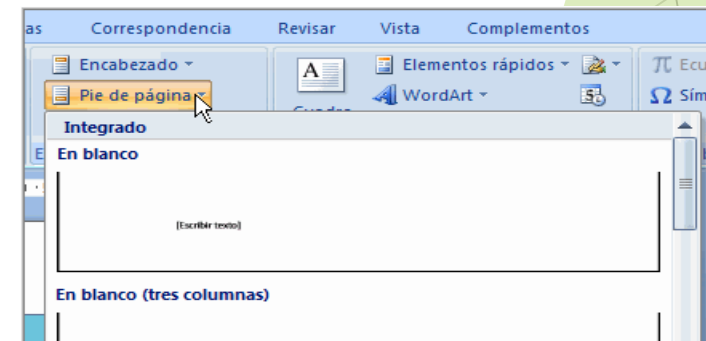 as Correspondencia Revisar Vista Complementos
Encabezado
Pie de página
A
Elementos rápidos
WordArt
π Ecu
Ω Sím
Integrado
En blanco
[Escribir texto]
En blanco (tres columnas)